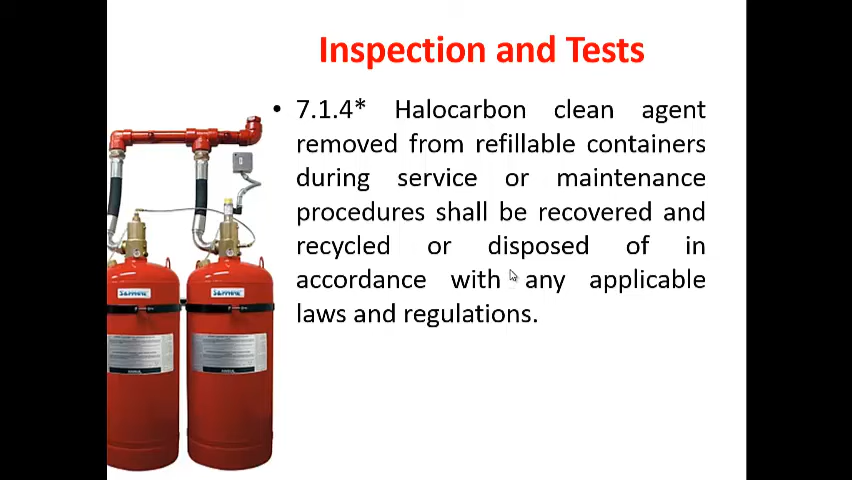 Inspection and Tests
• 7.1.4* Halocarbon clean agent
removed from refillable containers
during service or maintenance
procedures shall be recovered and
recycled or disposed of in
accordance with any applicable
laws and regulations.